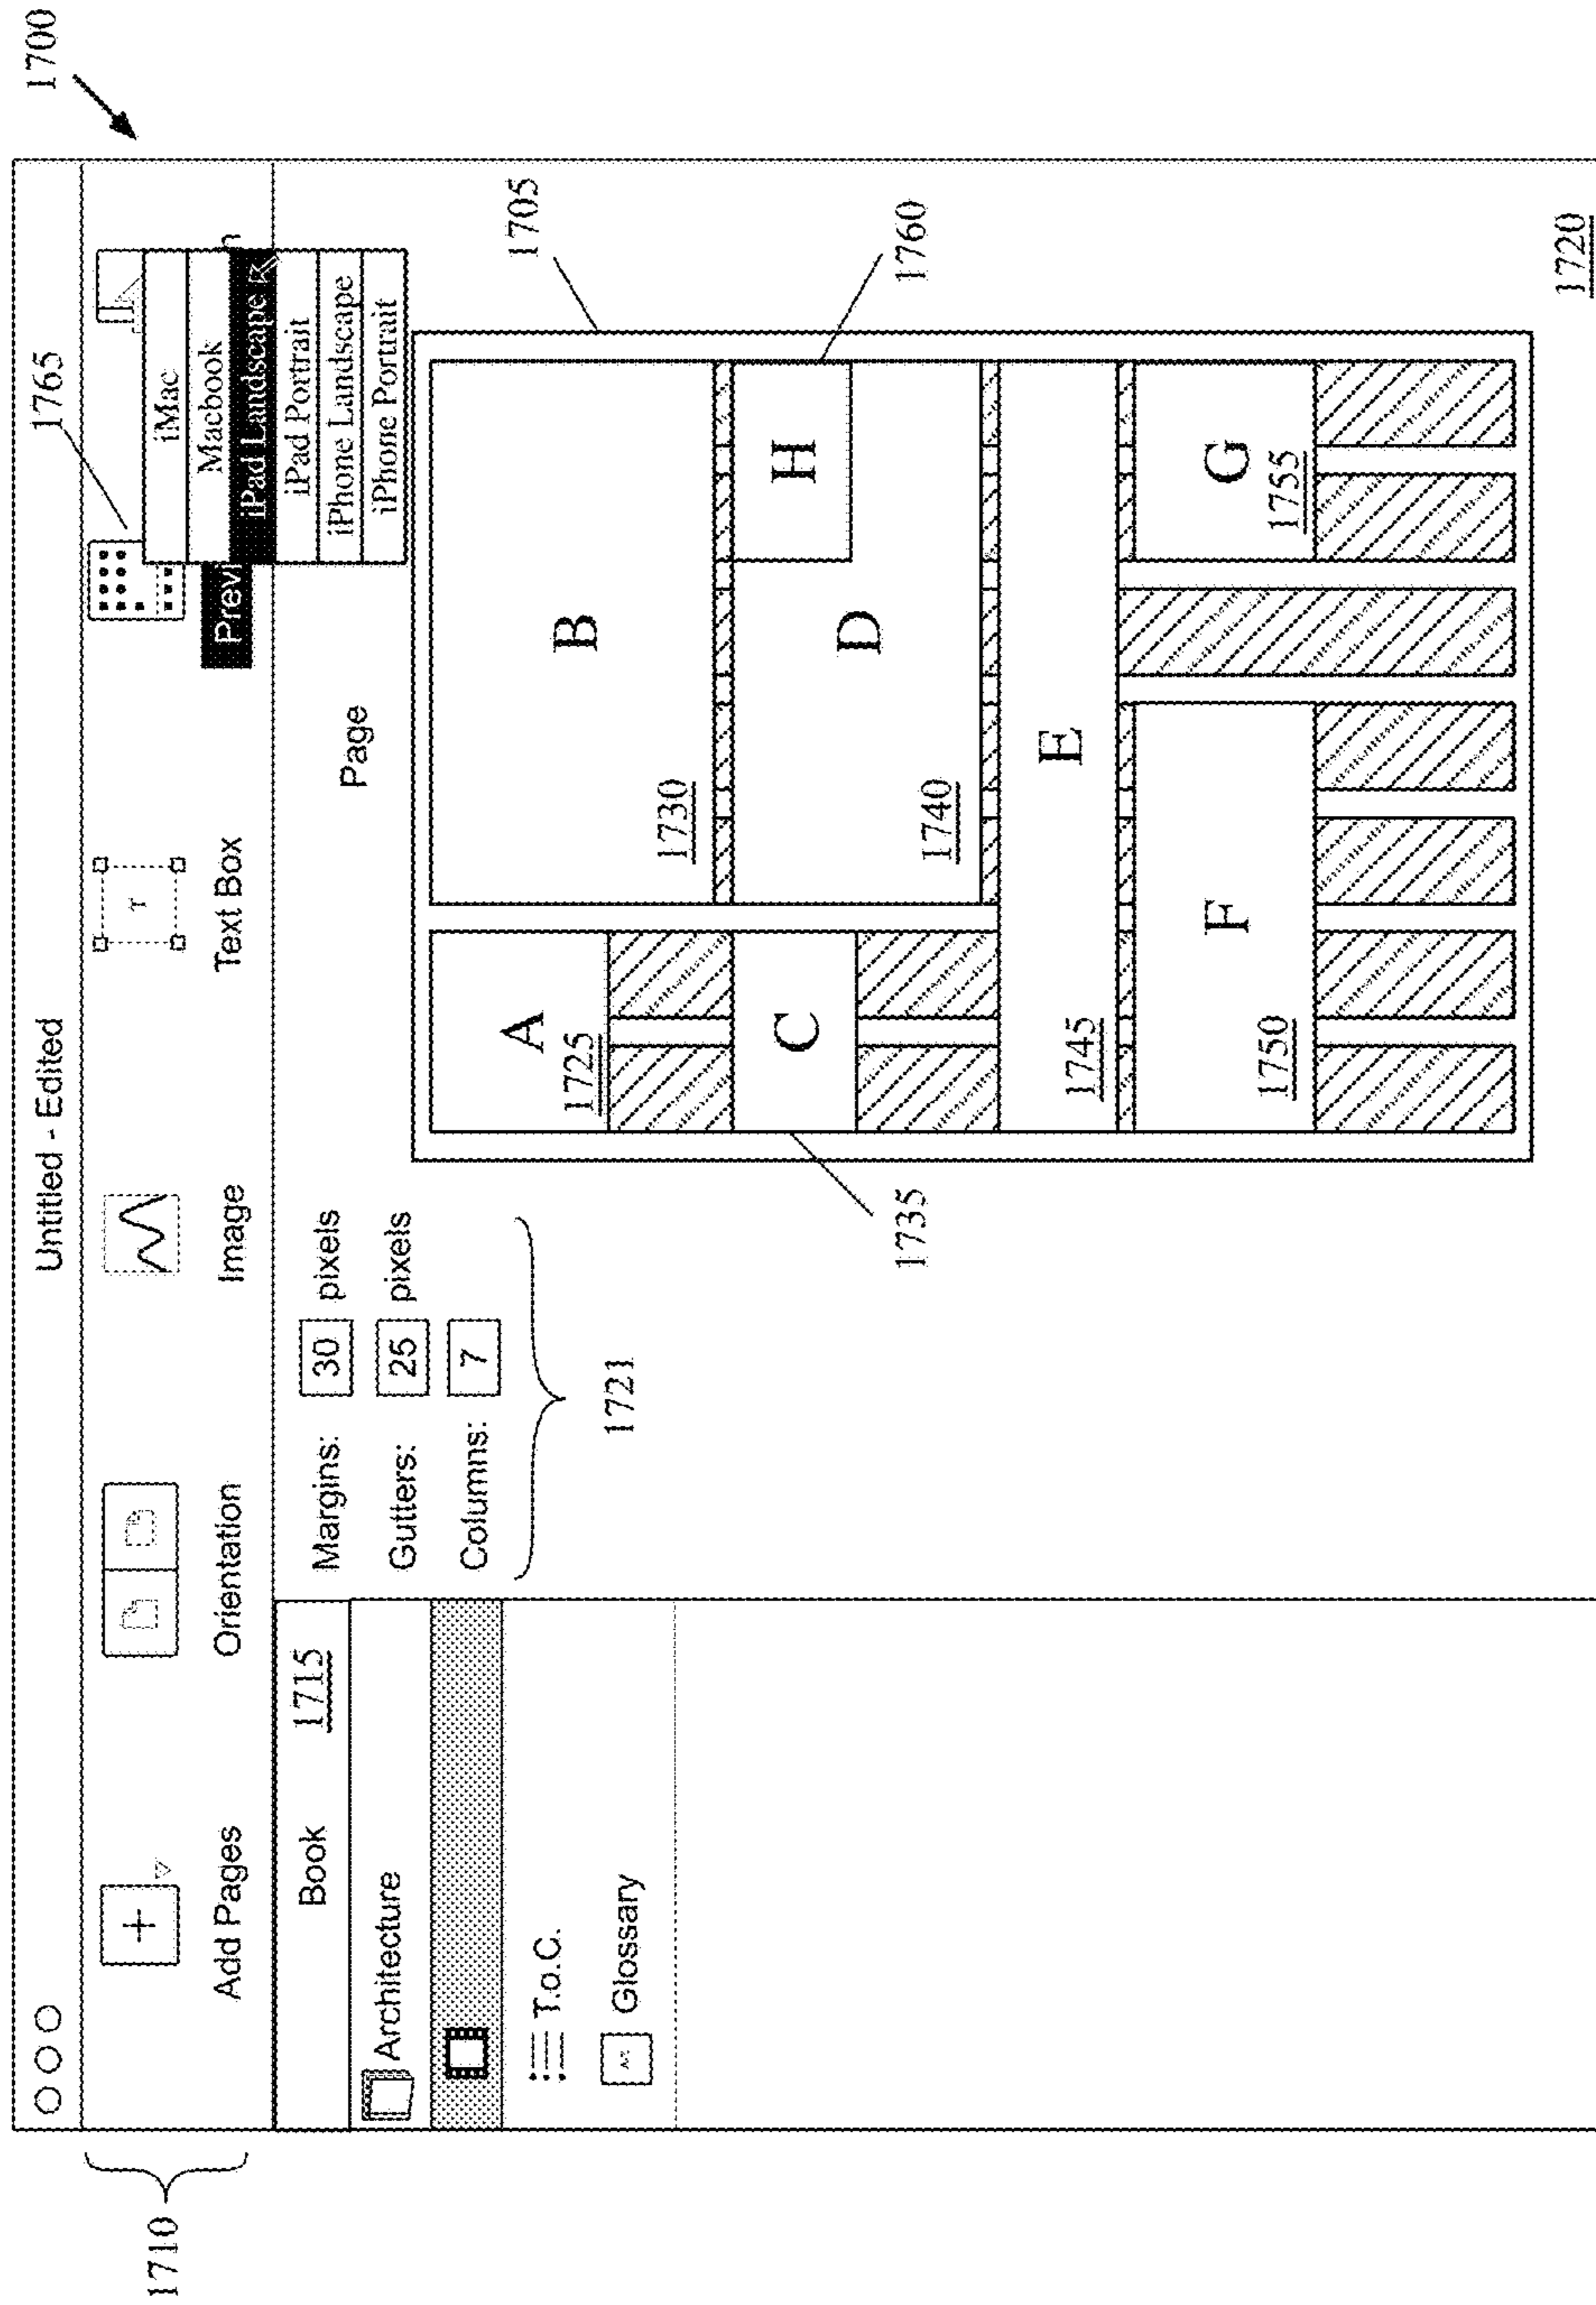 1700
Untitled - Edited
1765
1710
Add Pages
Orientation
Image
T
Text Box
Previ
n
iMac
Macbook
iPad Landscape
iPad Portrait
iPhone Landscape
iPhone Portrait
Book 1715
Architecture
T.o.C.
Glossary
Margins: 30 pixels
Gutters: 25 pixels
Columns: 7
1721
Page
1705
A
1725
B
1730
C
1735
D
1740
H
1760
E
1745
F
1750
G
1755
1720